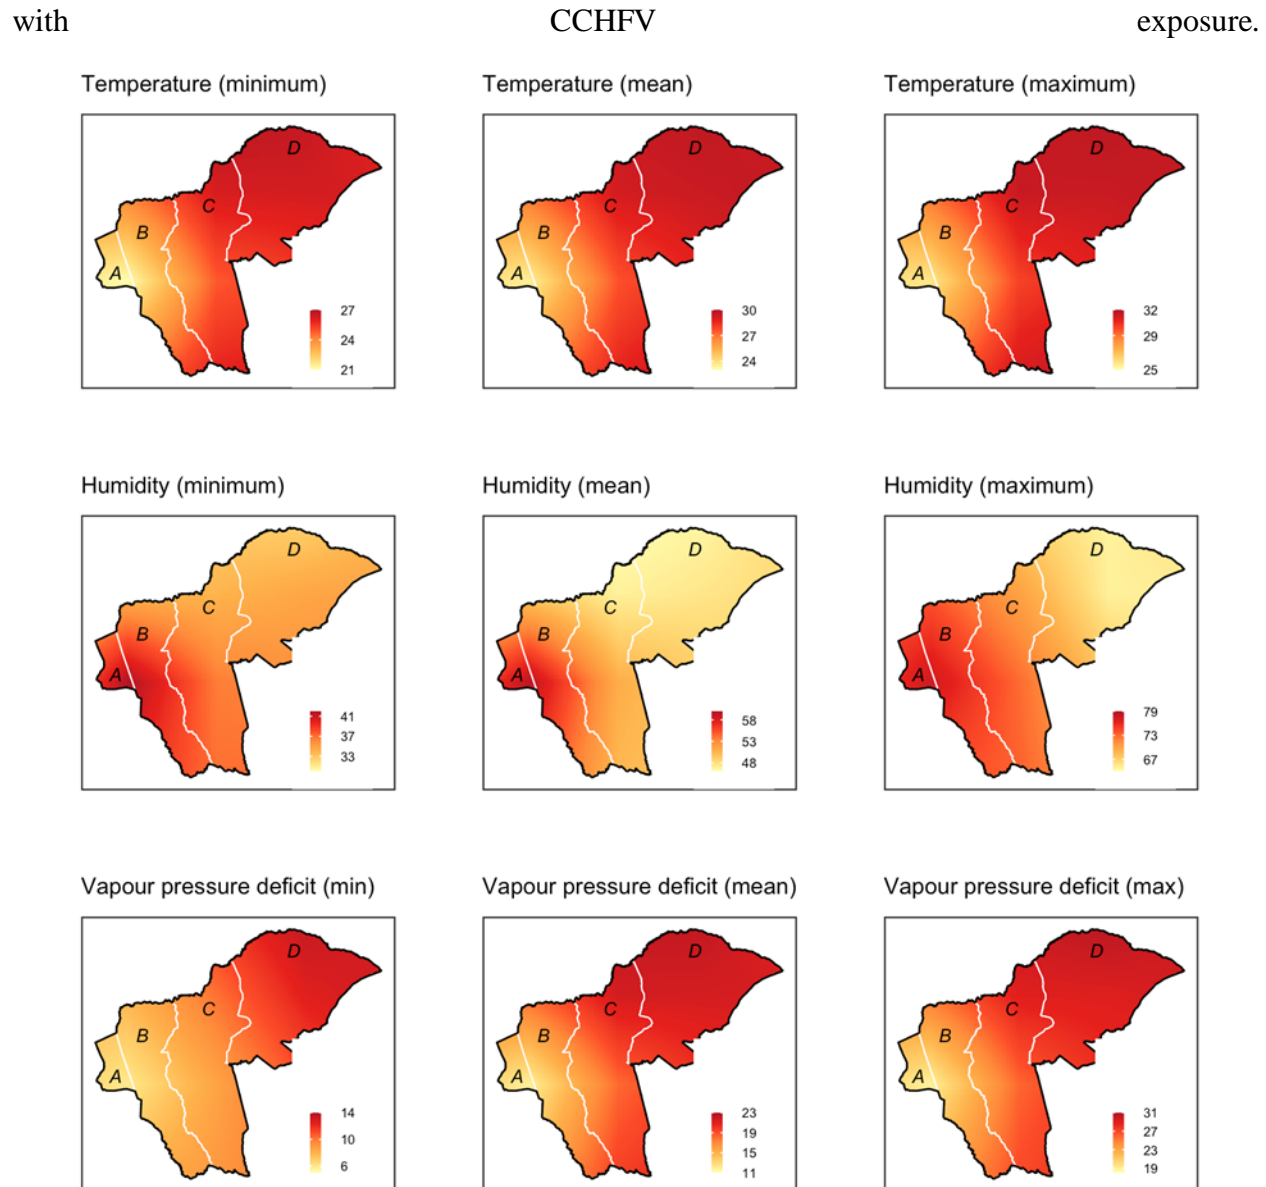 with CCHFV exposure.
Temperature (minimum) Temperature (mean) Temperature (maximum)
D D D
C C C
B B B
A A A
27 30 32
24 27 29
21 24 25
Humidity (minimum) Humidity (mean) Humidity (maximum)
D D D
C C C
B B B
A A A
41 58 79
37 53 73
33 48 67
Vapour pressure deficit (min) Vapour pressure deficit (mean) Vapour pressure deficit (max)
D D D
C C C
B B B
A A A
14 23 31
10 19 27
6 15 23
11 19